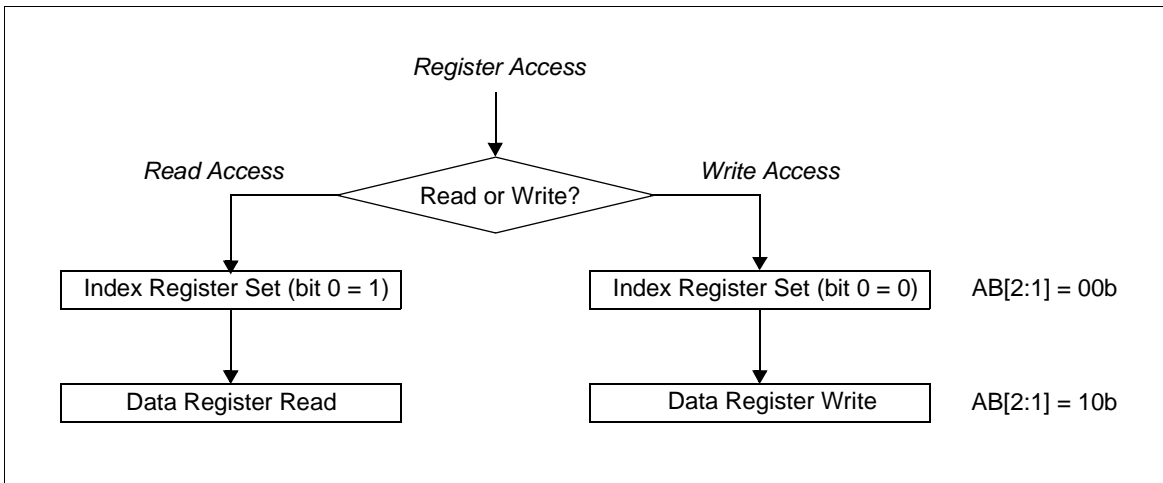 Register Access
Read Access
Write Access
Read or Write?
Index Register Set (bit 0 = 1)
Index Register Set (bit 0 = 0)
AB[2:1] = 00b
Data Register Read
Data Register Write
AB[2:1] = 10b